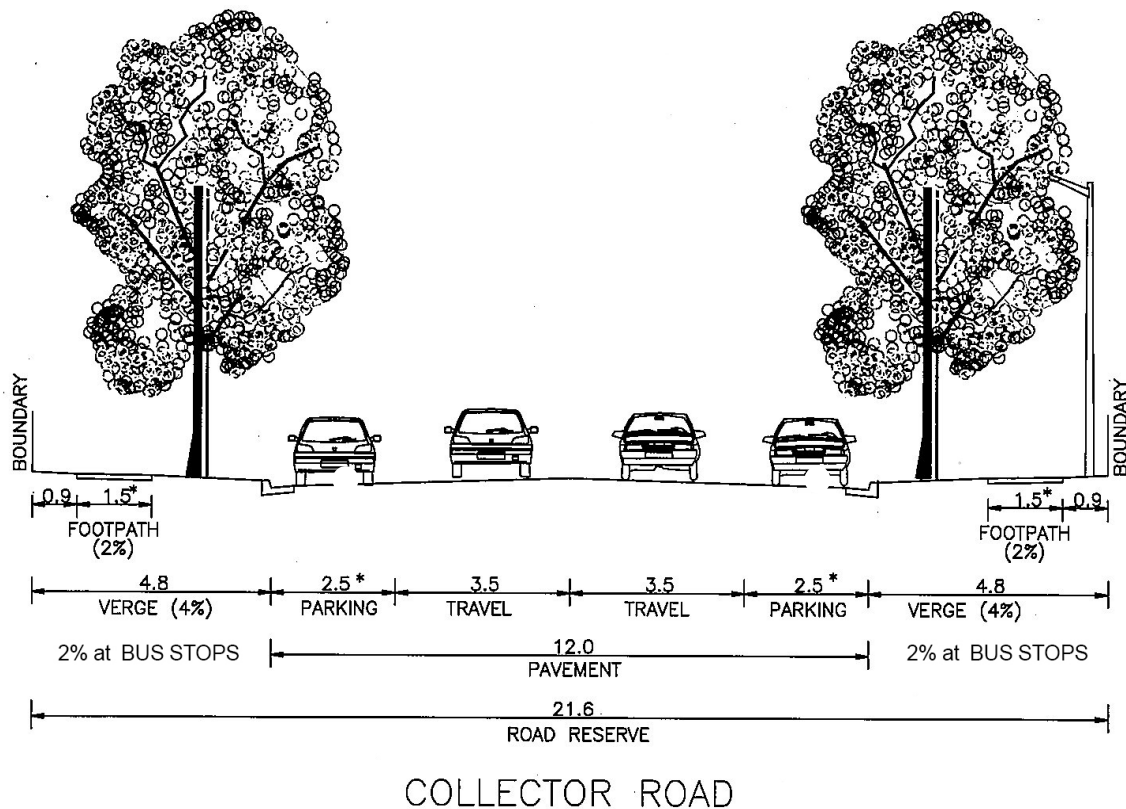 BOUNDARY
BOUNDARY
0.9 1.5* 1.5* 0.9
FOOTPATH FOOTPATH
(2%) (2%)
4.8 2.5* 3.5 3.5 2.5* 4.8
VERGE (4%) PARKING TRAVEL TRAVEL PARKING VERGE (4%)
2% at BUS STOPS 12.0 2% at BUS STOPS
PAVEMENT
21.6
ROAD RESERVE
COLLECTOR ROAD